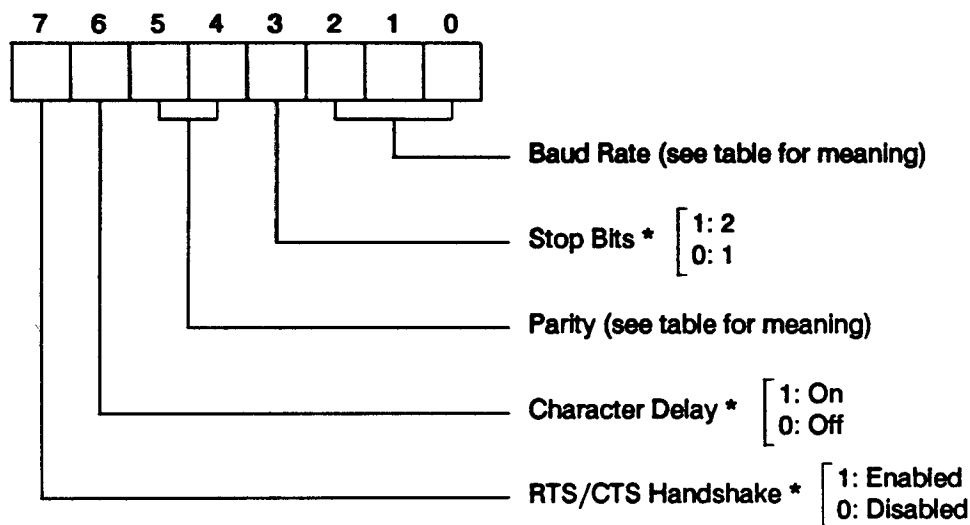 7 6 5 4 3 2 1 0
Baud Rate (see table for meaning)
Stop Bits *
1: 2
0: 1
Parity (see table for meaning)
Character Delay *
1: On
0: Off
RTS/CTS Handshake *
1: Enabled
0: Disabled